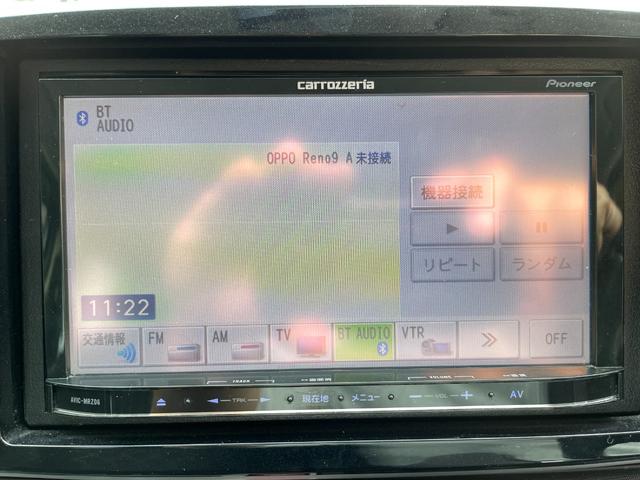 carrozzeria
Pioneer
BT
AUDIO
OPPO Reno9 A 未接続
機器接続
リピート
ランダム
11:22
交通情報
FM
AM
TV
BT AUDIO
VTR
OFF
TRACK
VOLUME
AVIC-MRZ06
TRK
現在地
メニュー
VOL
AV